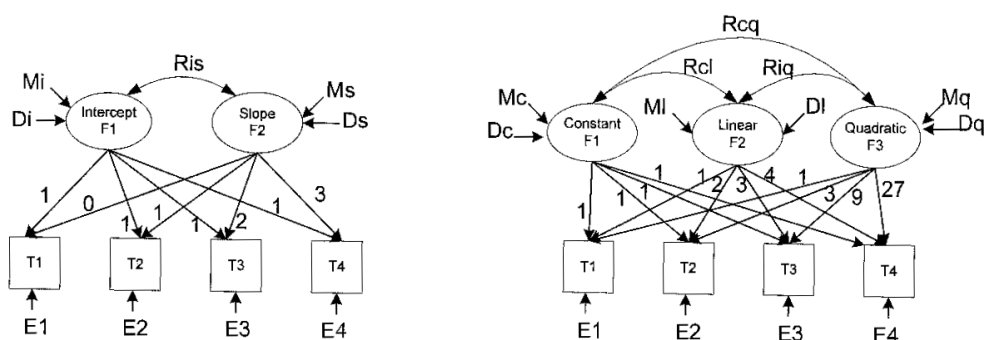 Ris
Mi
Ms
Di
Ds
Intercept
F1
Slope
F2
1
0
1
1
1
2
1
3
T1
T2
T3
T4
E1
E2
E3
E4
Rcq
Rcl
Riq
Mc
Ml
Dl
Mq
Dc
Dq
Constant
F1
Linear
F2
Quadratic
F3
1
1
1
1
1
2
3
4
1
3
9
27
T1
T2
T3
T4
E1
E2
E3
E4